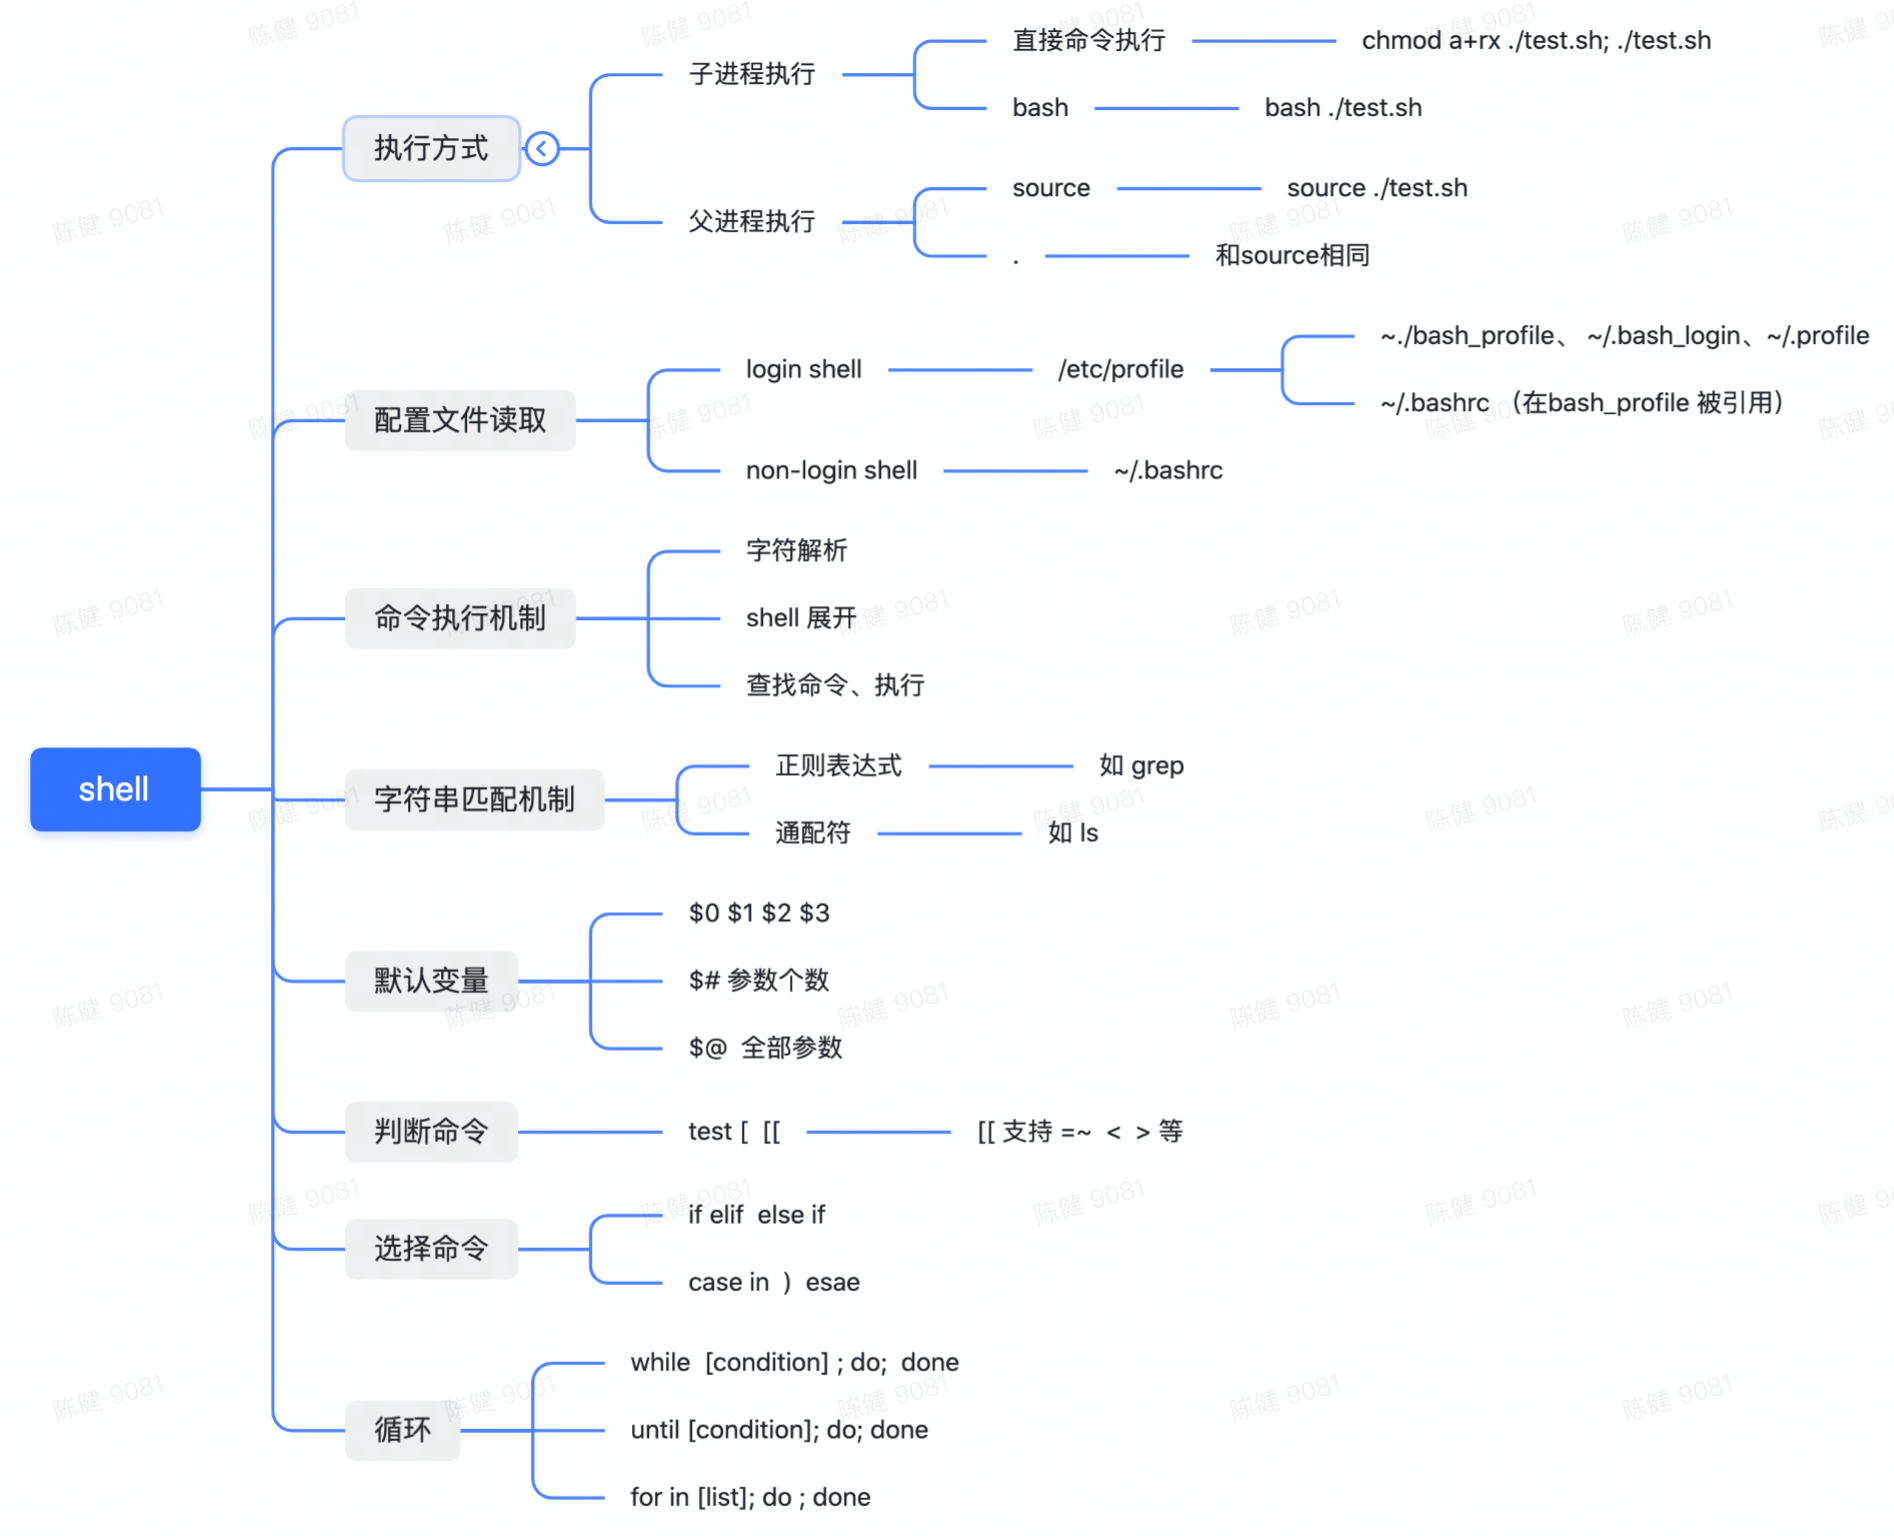 shell
执行方式
子进程执行
直接命令执行
chmod a+rx ./test.sh; ./test.sh
bash
bash ./test.sh
父进程执行
source
source ./test.sh
.
和source相同
配置文件读取
login shell
/etc/profile
~./bash_profile、 ~/.bash_login、~/.profile
~/.bashrc （在bash_profile 被引用）
non-login shell
~/.bashrc
命令执行机制
字符解析
shell 展开
查找命令、执行
字符串匹配机制
正则表达式
如 grep
通配符
如 ls
默认变量
$0 $1 $2 $3
$# 参数个数
$@ 全部参数
判断命令
test [ [[
[[ 支持 =~ < > 等
选择命令
if elif else if
case in ) esae
循环
while [condition] ; do; done
until [condition]; do; done
for in [list]; do ; done
陈健 9081